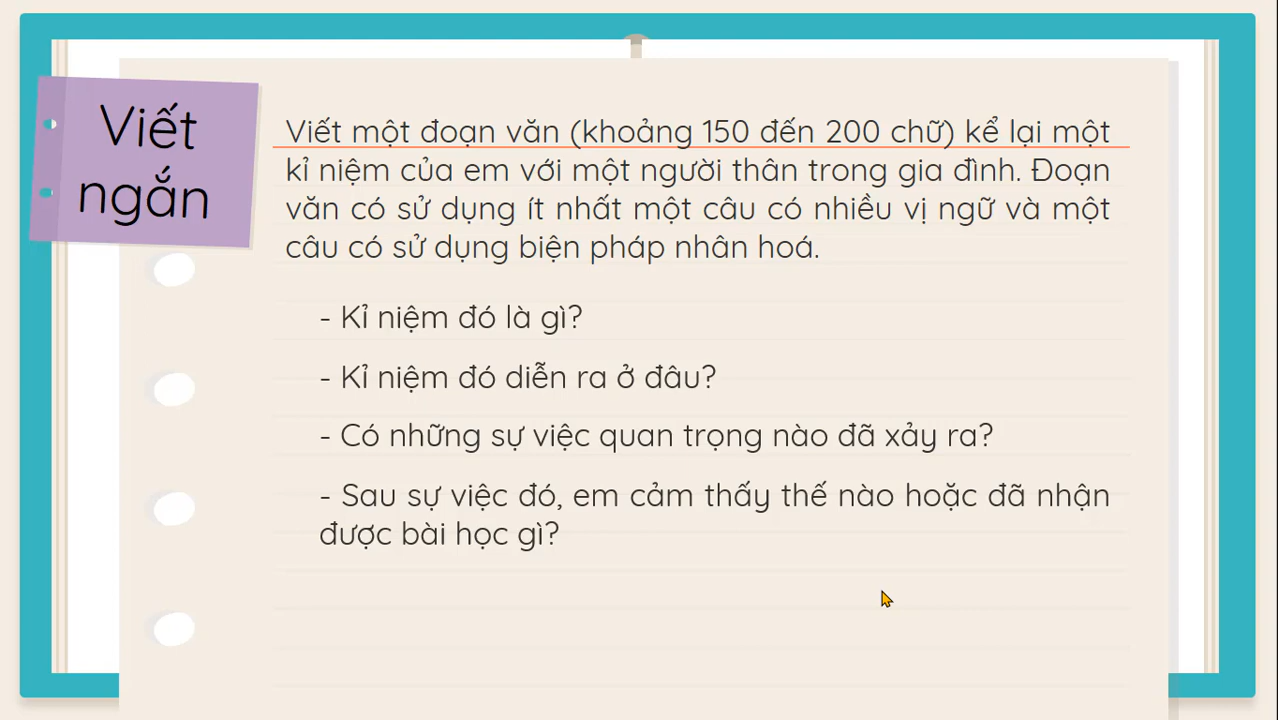 Viết
ngắn
Viết một đoạn văn (khoảng 150 đến 200 chữ) kể lại một
kỉ niệm của em với một người thân trong gia đình. Đoạn
văn có sử dụng ít nhất một câu có nhiều vị ngữ và một
câu có sử dụng biện pháp nhân hoá.
- Kỉ niệm đó là gì?
- Kỉ niệm đó diễn ra ở đâu?
- Có những sự việc quan trọng nào đã xảy ra?
- Sau sự việc đó, em cảm thấy thế nào hoặc đã nhận
được bài học gì?